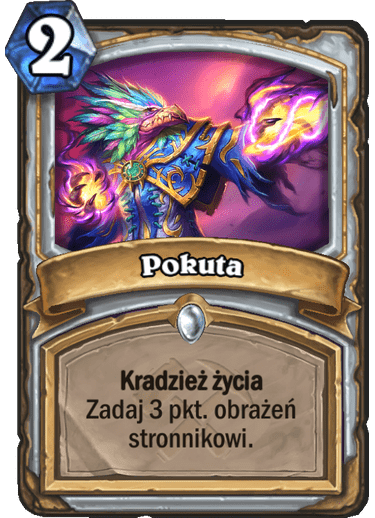 2
Pokuta
Kradzież życia
Zadaj 3 pkt. obrażeń
stronnikowi.